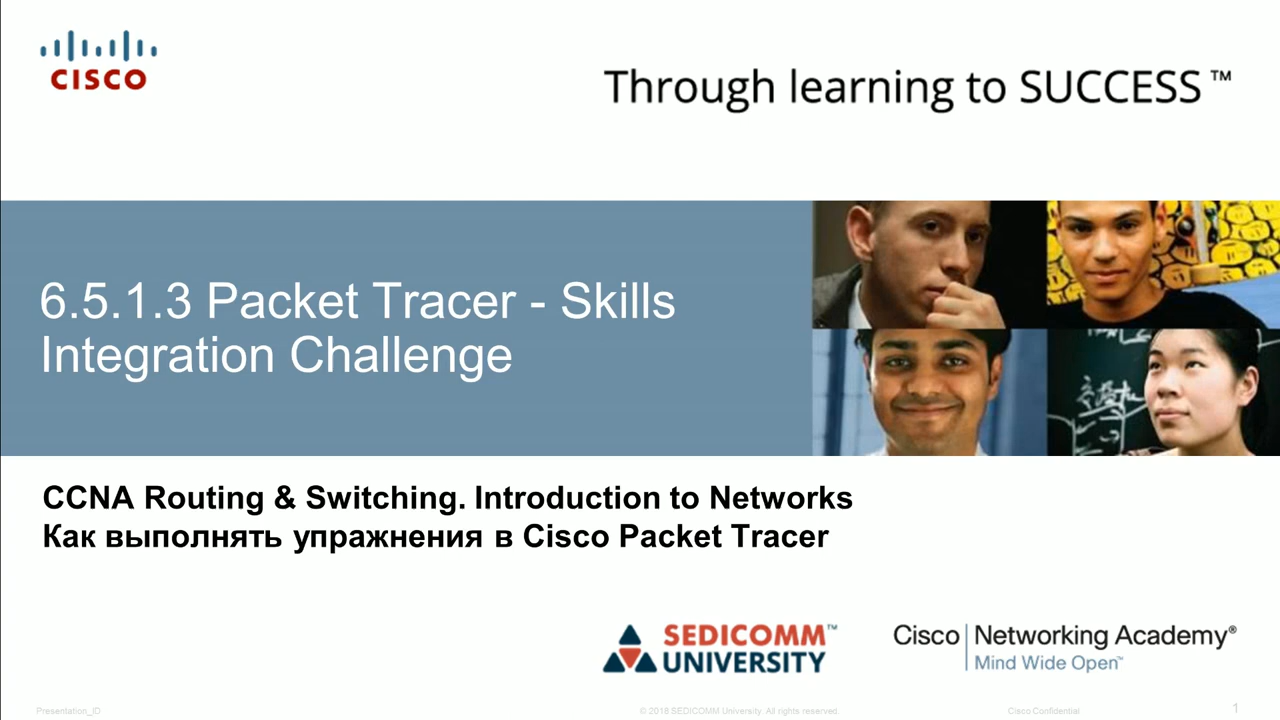 CISCO
Through learning to SUCCESS™
6.5.1.3 Packet Tracer - Skills
Integration Challenge
CCNA Routing & Switching. Introduction to Networks
Как выполнять упражнения в Cisco Packet Tracer
SEDICOMM™
UNIVERSITY
Cisco Networking Academy®
Mind Wide Open™
Presentation_ID
© 2018 SEDICOMM University. All rights reserved.
Cisco Confidential
1